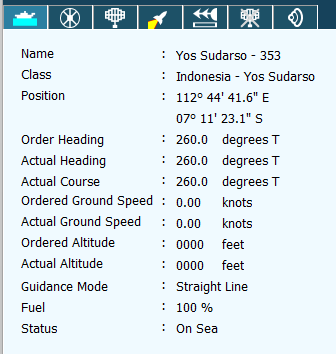 Name : Yos Sudarso - 353
Class : Indonesia - Yos Sudarso
Position : 112° 44' 41.6" E
07° 11' 23.1" S
Order Heading : 260.0 degrees T
Actual Heading : 260.0 degrees T
Actual Course : 260.0 degrees T
Ordered Ground Speed : 0.00 knots
Actual Ground Speed : 0.00 knots
Ordered Altitude : 0000 feet
Actual Altitude : 0000 feet
Guidance Mode : Straight Line
Fuel : 100 %
Status : On Sea